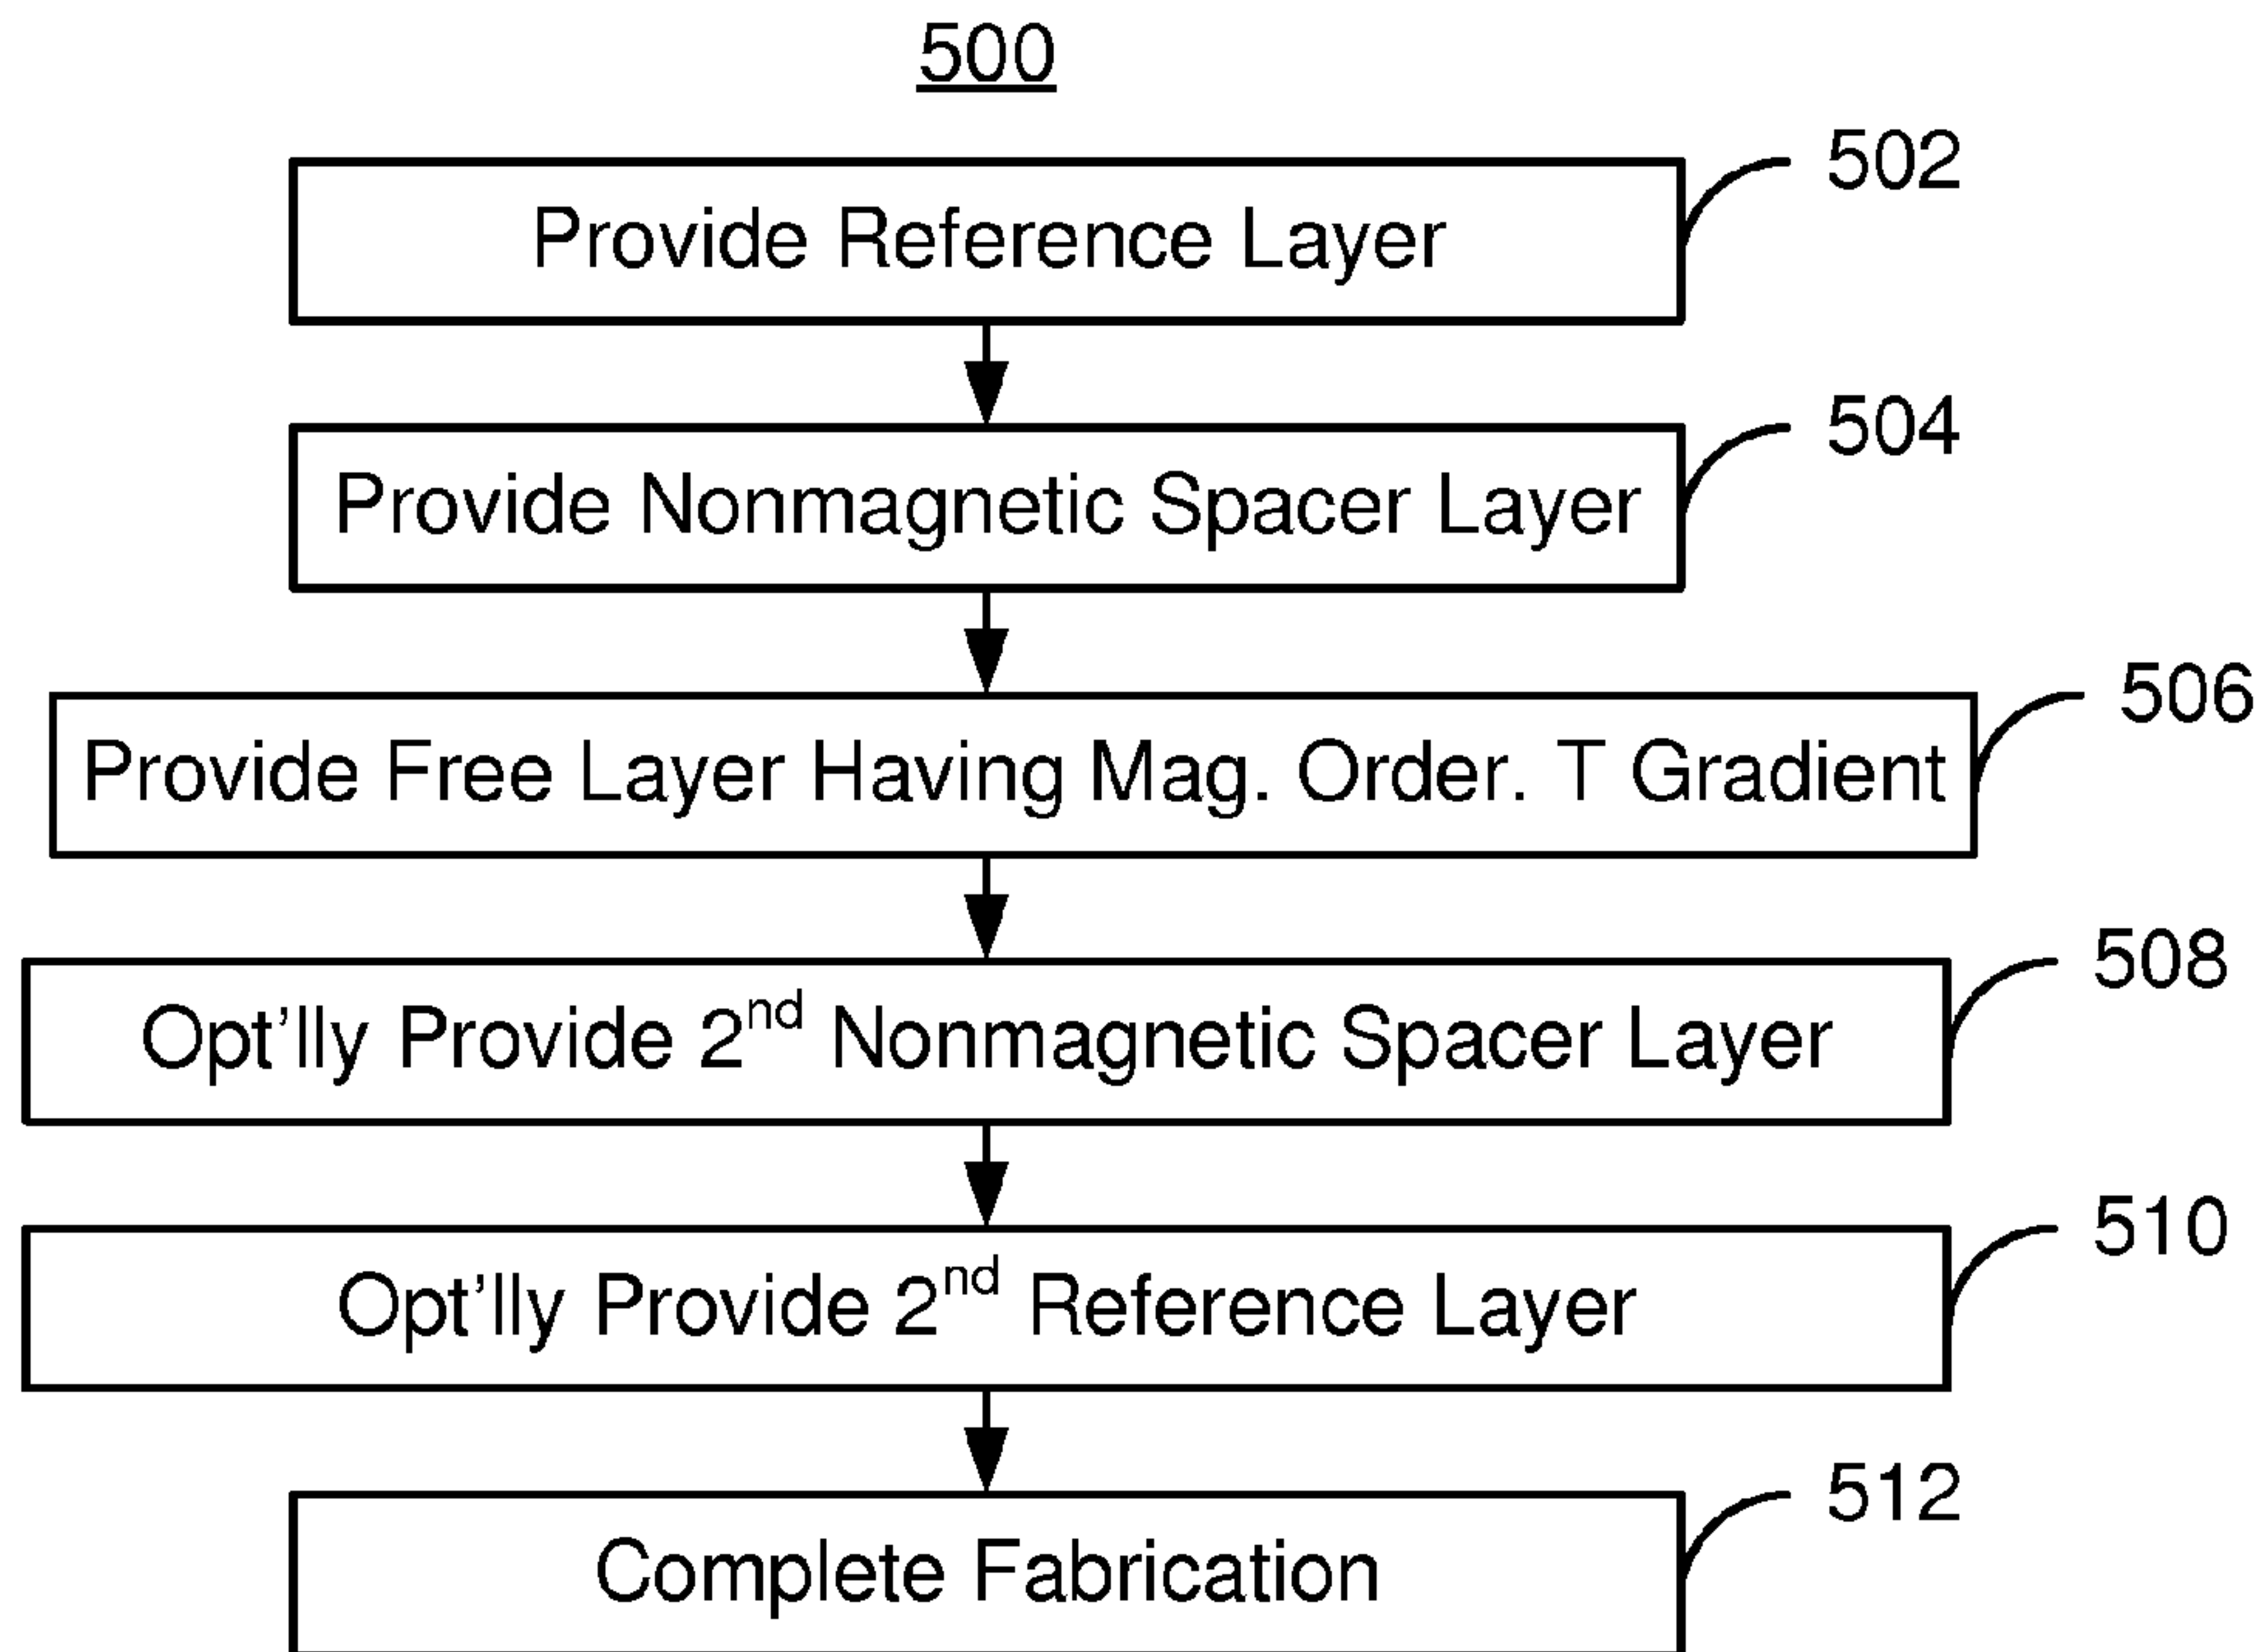 500
Provide Reference Layer
502
Provide Nonmagnetic Spacer Layer
504
Provide Free Layer Having Mag. Order. T Gradient
506
Opt’lly Provide 2nd Nonmagnetic Spacer Layer
508
Opt’lly Provide 2nd Reference Layer
510
Complete Fabrication
512